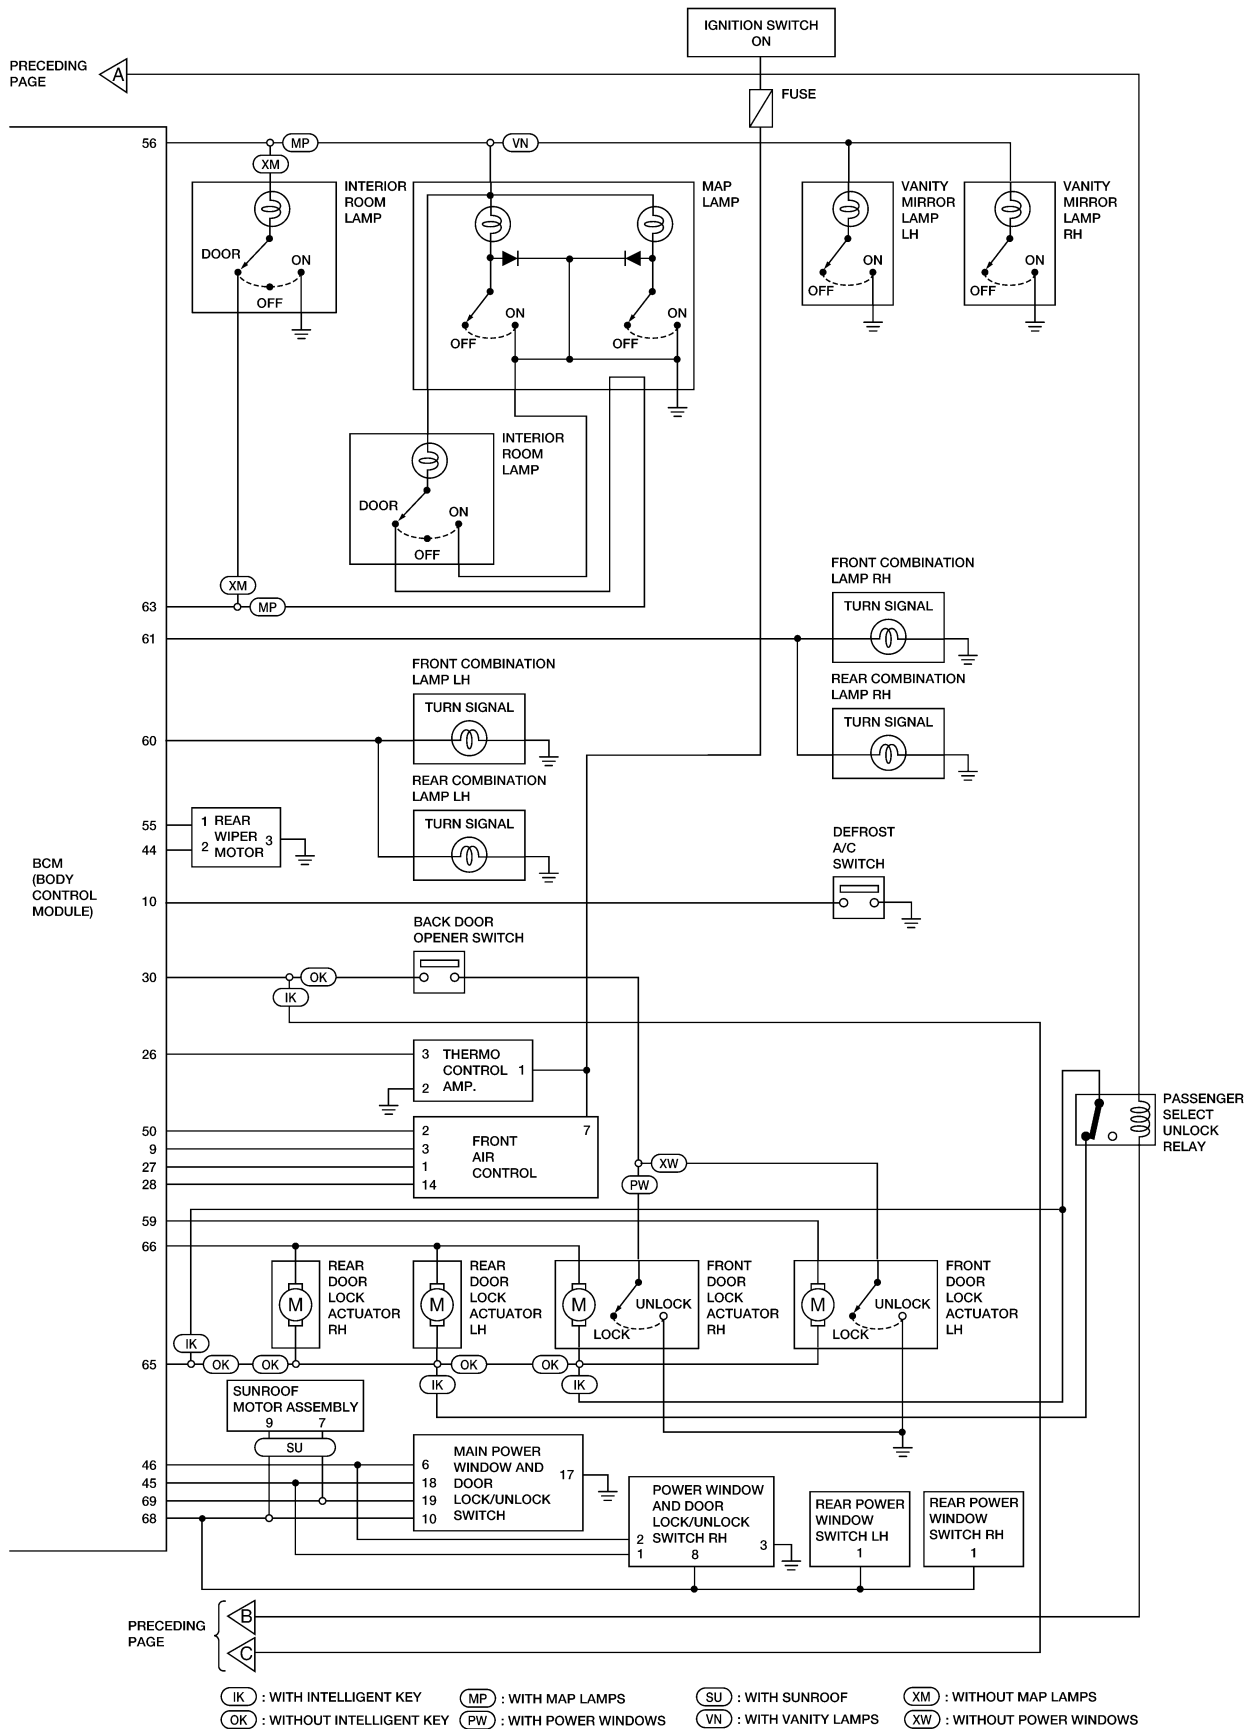 IGNITION SWITCH
ON
PRECEDING
PAGE
A
FUSE
56
MP
VN
XM
INTERIOR
ROOM
LAMP
MAP
LAMP
VANITY
MIRROR
LAMP
LH
VANITY
MIRROR
LAMP
RH
DOOR
ON
OFF
ON
OFF
ON
OFF
ON
OFF
ON
OFF
INTERIOR
ROOM
LAMP
DOOR
ON
OFF
XM
63
MP
61
FRONT COMBINATION
LAMP RH
TURN SIGNAL
FRONT COMBINATION
LAMP LH
TURN SIGNAL
REAR COMBINATION
LAMP RH
TURN SIGNAL
60
REAR COMBINATION
LAMP LH
TURN SIGNAL
55
44
1
2
REAR
WIPER
MOTOR
3
DEFROST
A/C
SWITCH
BCM
(BODY
CONTROL
MODULE)
10
BACK DOOR
OPENER SWITCH
30
OK
IK
26
3
2
THERMO
CONTROL
AMP.
1
PASSENGER
SELECT
UNLOCK
RELAY
50
9
27
28
2
3
1
14
FRONT
AIR
CONTROL
7
XW
PW
59
66
REAR
DOOR
LOCK
ACTUATOR
RH
M
REAR
DOOR
LOCK
ACTUATOR
LH
M
FRONT
DOOR
LOCK
ACTUATOR
RH
M
UNLOCK
LOCK
FRONT
DOOR
LOCK
ACTUATOR
LH
M
UNLOCK
LOCK
IK
65
OK
OK
OK
OK
IK
IK
SUNROOF
MOTOR ASSEMBLY
9
7
SU
46
45
69
68
6
18
19
10
MAIN POWER
WINDOW AND
DOOR
LOCK/UNLOCK
SWITCH
17
POWER WINDOW
AND DOOR
LOCK/UNLOCK
SWITCH RH
2
1
8
3
REAR POWER
WINDOW
SWITCH LH
1
REAR POWER
WINDOW
SWITCH RH
1
PRECEDING
PAGE
B
C
IK : WITH INTELLIGENT KEY
MP : WITH MAP LAMPS
SU : WITH SUNROOF
XM : WITHOUT MAP LAMPS
OK : WITHOUT INTELLIGENT KEY
PW : WITH POWER WINDOWS
VN : WITH VANITY LAMPS
XW : WITHOUT POWER WINDOWS